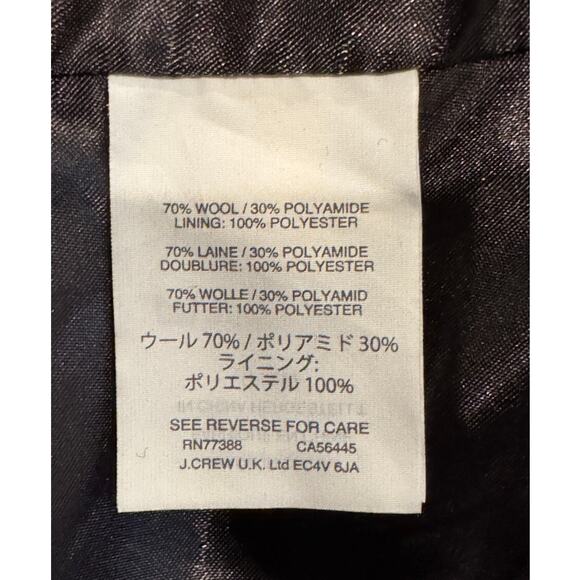 70% WOOL / 30% POLYAMIDE
LINING: 100% POLYESTER
70% LAINE / 30% POLYAMIDE
DOUBLURE: 100% POLYESTER
70% WOLLE / 30% POLYAMID
FUTTER: 100% POLYESTER
ウール 70% / ポリアミド 30%
ライニング:
ポリエステル 100%
SEE REVERSE FOR CARE
RN77388 CA56445
J.CREW U.K. Ltd EC4V 6JA